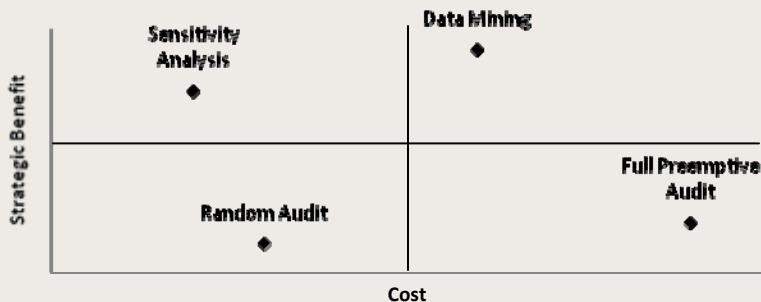 Data Mining
Sensitivity
Analysis
Strategic Benefit
Full Preemptive
Audit
Random Audit
Cost